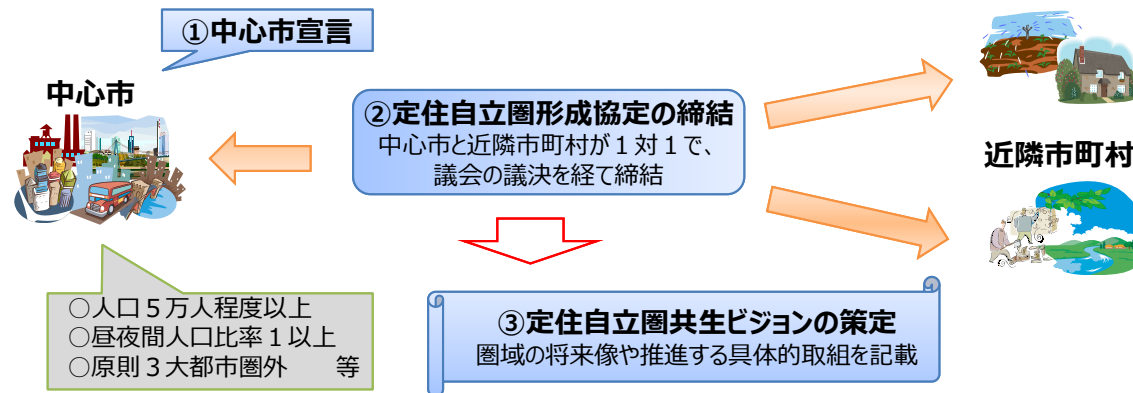 ①中心市宣言
中心市
②定住自立圏形成協定の締結
中心市と近隣市町村が１対１で、
議会の議決を経て締結
近隣市町村
○人口５万人程度以上
○昼夜間人口比率１以上
○原則３大都市圏外　　等
③定住自立圏共生ビジョンの策定
圏域の将来像や推進する具体的取組を記載